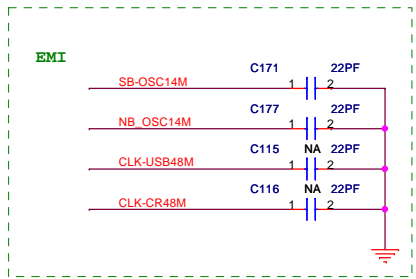 EMI
C171 22PF
SB-OSC14M 1 2
C177 22PF
NB_OSC14M 1 2
C115 NA 22PF
CLK-USB48M 1 2
C116 NA 22PF
CLK-CR48M 1 2